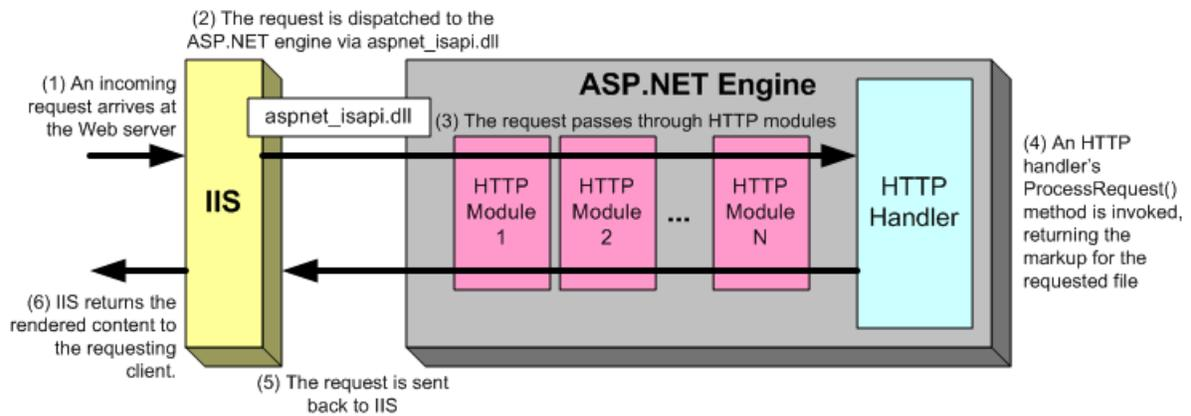 (2) The request is dispatched to the
ASP.NET engine via aspnet_isapi.dll
(1) An incoming
request arrives at
the Web server
aspnet_isapi.dll
IIS
ASP.NET Engine
(3) The request passes through HTTP modules
HTTP
Module
1
HTTP
Module
2
...
HTTP
Module
N
HTTP
Handler
(4) An HTTP
handler's
ProcessRequest()
method is invoked,
returning the
markup for the
requested file
(5) The request is sent
back to IIS
(6) IIS returns the
rendered content to
the requesting
client.